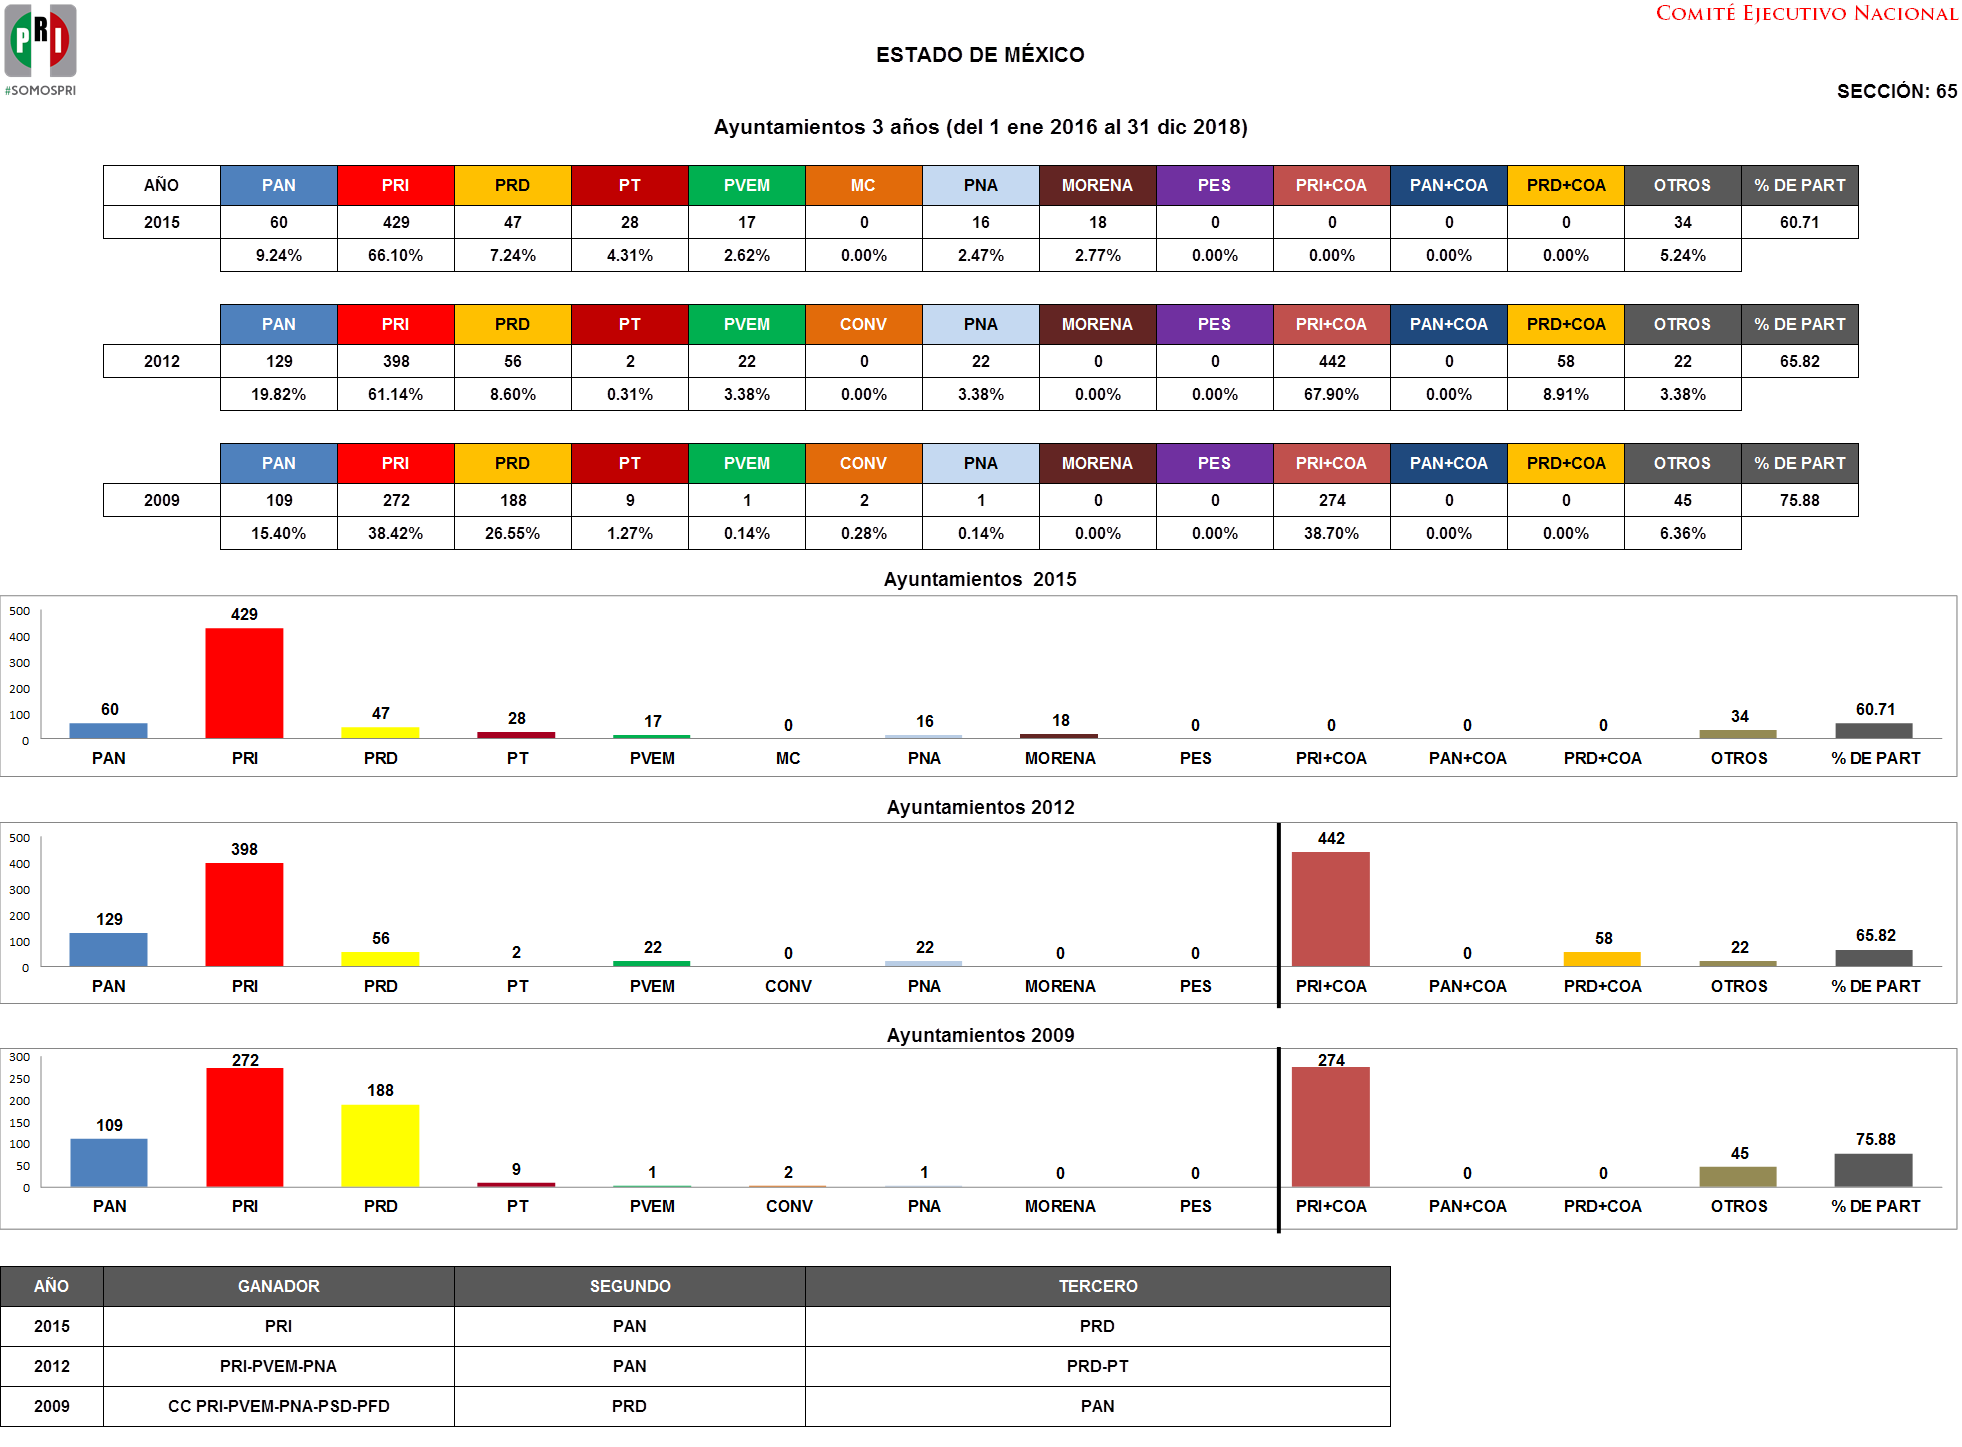 PRI
#SOMOSPRI
COMITÉ EJECUTIVO NACIONAL
ESTADO DE MÉXICO
SECCIÓN: 65
Ayuntamientos 3 años (del 1 ene 2016 al 31 dic 2018)
AÑO PAN PRI PRD PT PVEM MC PNA MORENA PES PRI+COA PAN+COA PRD+COA OTROS % DE PART
2015 60 429 47 28 17 0 16 18 0 0 0 0 34 60.71
9.24% 66.10% 7.24% 4.31% 2.62% 0.00% 2.47% 2.77% 0.00% 0.00% 0.00% 0.00% 5.24%
PAN PRI PRD PT PVEM CONV PNA MORENA PES PRI+COA PAN+COA PRD+COA OTROS % DE PART
2012 129 398 56 2 22 0 22 0 0 442 0 58 22 65.82
19.82% 61.14% 8.60% 0.31% 3.38% 0.00% 3.38% 0.00% 0.00% 67.90% 0.00% 8.91% 3.38%
PAN PRI PRD PT PVEM CONV PNA MORENA PES PRI+COA PAN+COA PRD+COA OTROS % DE PART
2009 109 272 188 9 1 2 1 0 0 274 0 0 45 75.88
15.40% 38.42% 26.55% 1.27% 0.14% 0.28% 0.14% 0.00% 0.00% 38.70% 0.00% 0.00% 6.36%
Ayuntamientos 2015
500
400
300
200
100
0
60 429 47 28 17 0 16 18 0 0 0 0 34 60.71
PAN PRI PRD PT PVEM MC PNA MORENA PES PRI+COA PAN+COA PRD+COA OTROS % DE PART
Ayuntamientos 2012
500
400
300
200
100
0
129 398 56 2 22 0 22 0 0 442 0 58 22 65.82
PAN PRI PRD PT PVEM CONV PNA MORENA PES PRI+COA PAN+COA PRD+COA OTROS % DE PART
Ayuntamientos 2009
300
250
200
150
100
50
0
109 272 188 9 1 2 1 0 0 274 0 0 45 75.88
PAN PRI PRD PT PVEM CONV PNA MORENA PES PRI+COA PAN+COA PRD+COA OTROS % DE PART
AÑO GANADOR SEGUNDO TERCERO
2015 PRI PAN PRD
2012 PRI-PVEM-PNA PAN PRD-PT
2009 CC PRI-PVEM-PNA-PSD-PFD PRD PAN